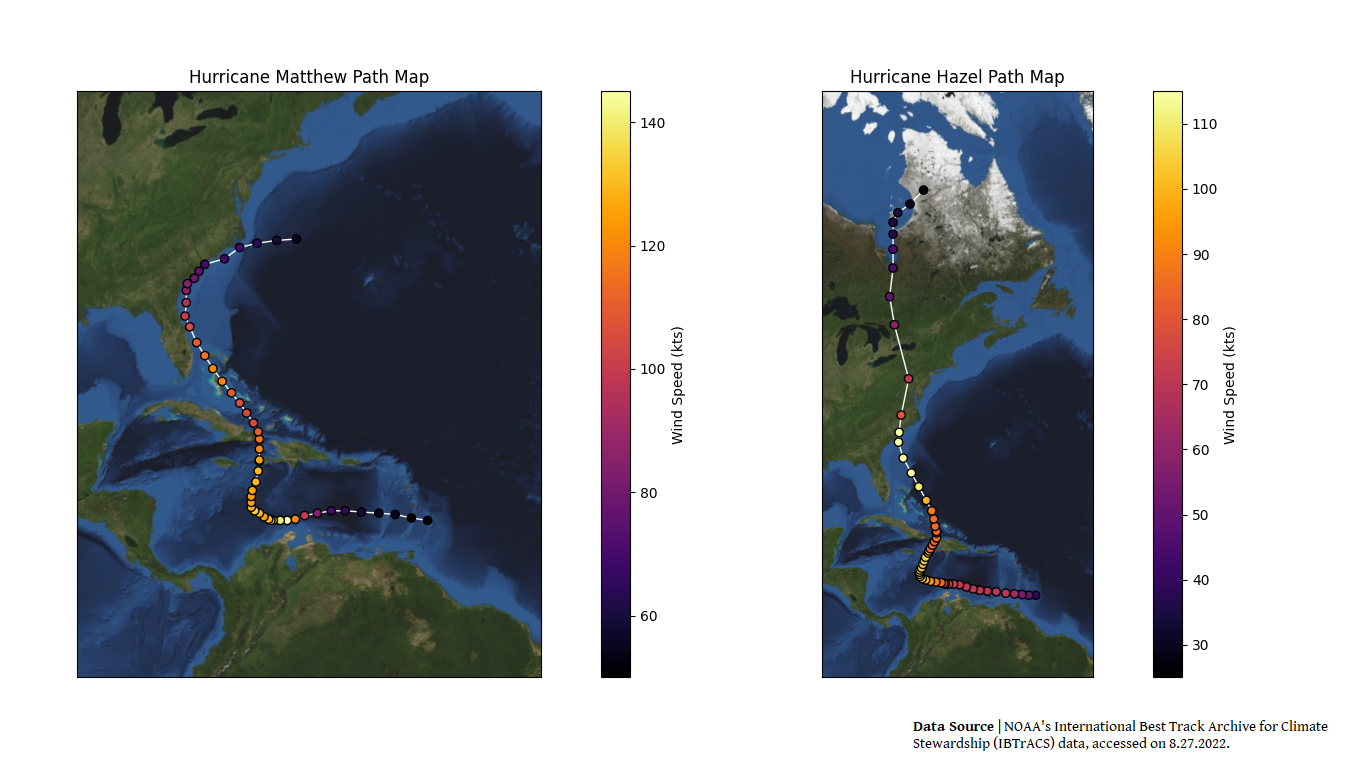 Hurricane Matthew Path Map
140
120
100
80
60
Wind Speed (kts)
Hurricane Hazel Path Map
110
100
90
80
70
60
50
40
30
Wind Speed (kts)
Data Source | NOAA's International Best Track Archive for Climate
Stewardship (IBTrACS) data, accessed on 8.27.2022.